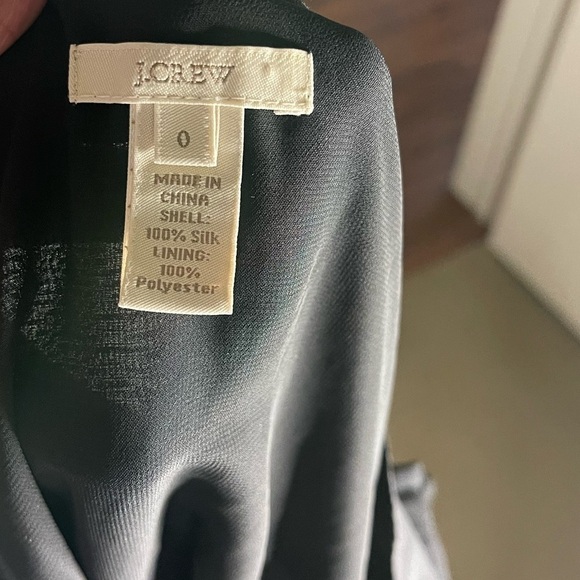 J.CREW
0
MADE IN
CHINA
SHELL:
100% Silk
LINING:
100%
Polyester